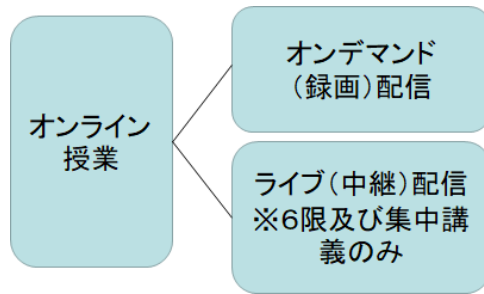 オンライン
授業
オンデマンド
（録画）配信
ライブ（中継）配信
※６限及び集中講
義のみ